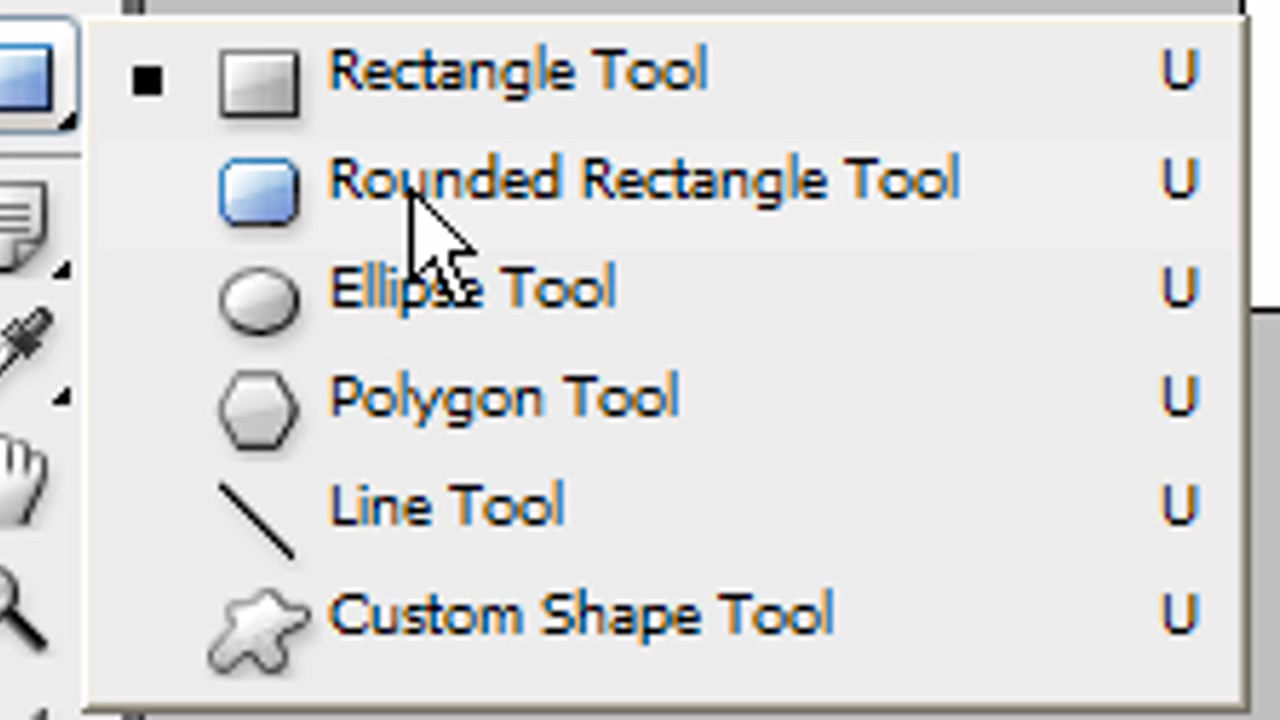 Rectangle Tool U
Rounded Rectangle Tool U
Ellipse Tool U
Polygon Tool U
Line Tool U
Custom Shape Tool U